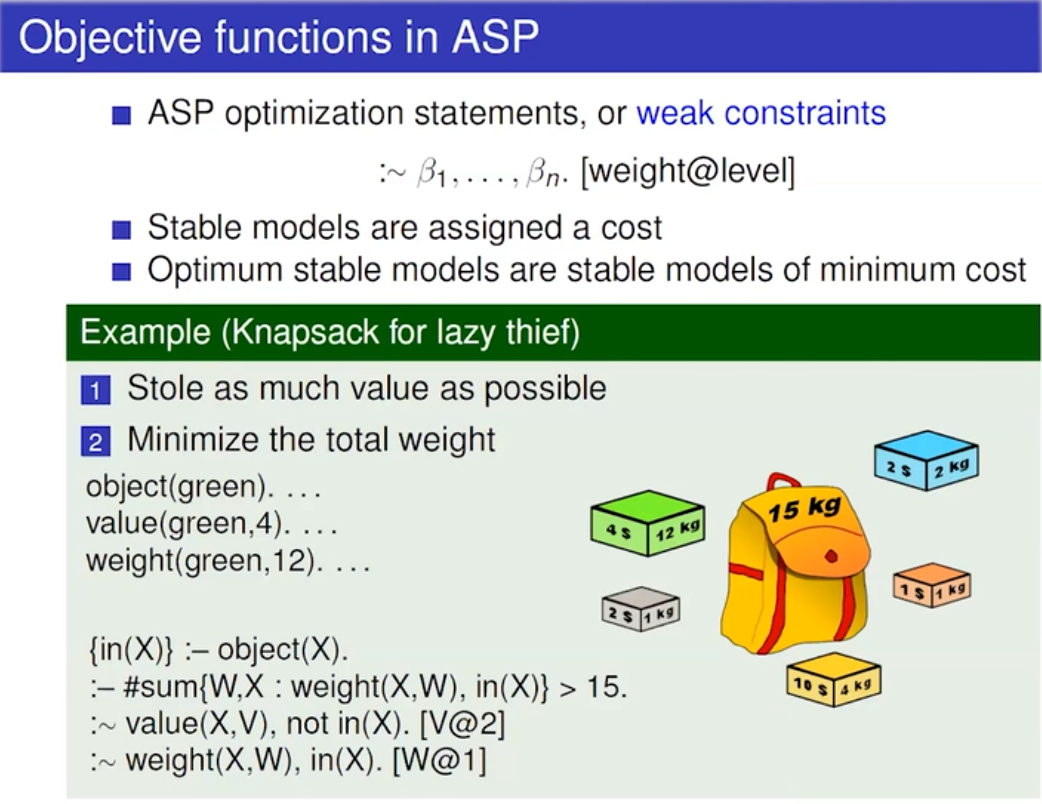 Objective functions in ASP
ASP optimization statements, or weak constraints
:∼ β₁, . . . , βₙ. [weight@level]
Stable models are assigned a cost
Optimum stable models are stable models of minimum cost
Example (Knapsack for lazy thief)
1 Stole as much value as possible
2 Minimize the total weight
object(green). . . .
value(green,4). . . .
weight(green,12). . . .
{in(X)} :– object(X).
:– #sum{W,X : weight(X,W), in(X)} > 15.
:∼ value(X,V), not in(X). [V@2]
:∼ weight(X,W), in(X). [W@1]
2 $ 2 kg
15 kg
4 $ 12 kg
1 $ 1 kg
2 $ 1 kg
10 $ 4 kg